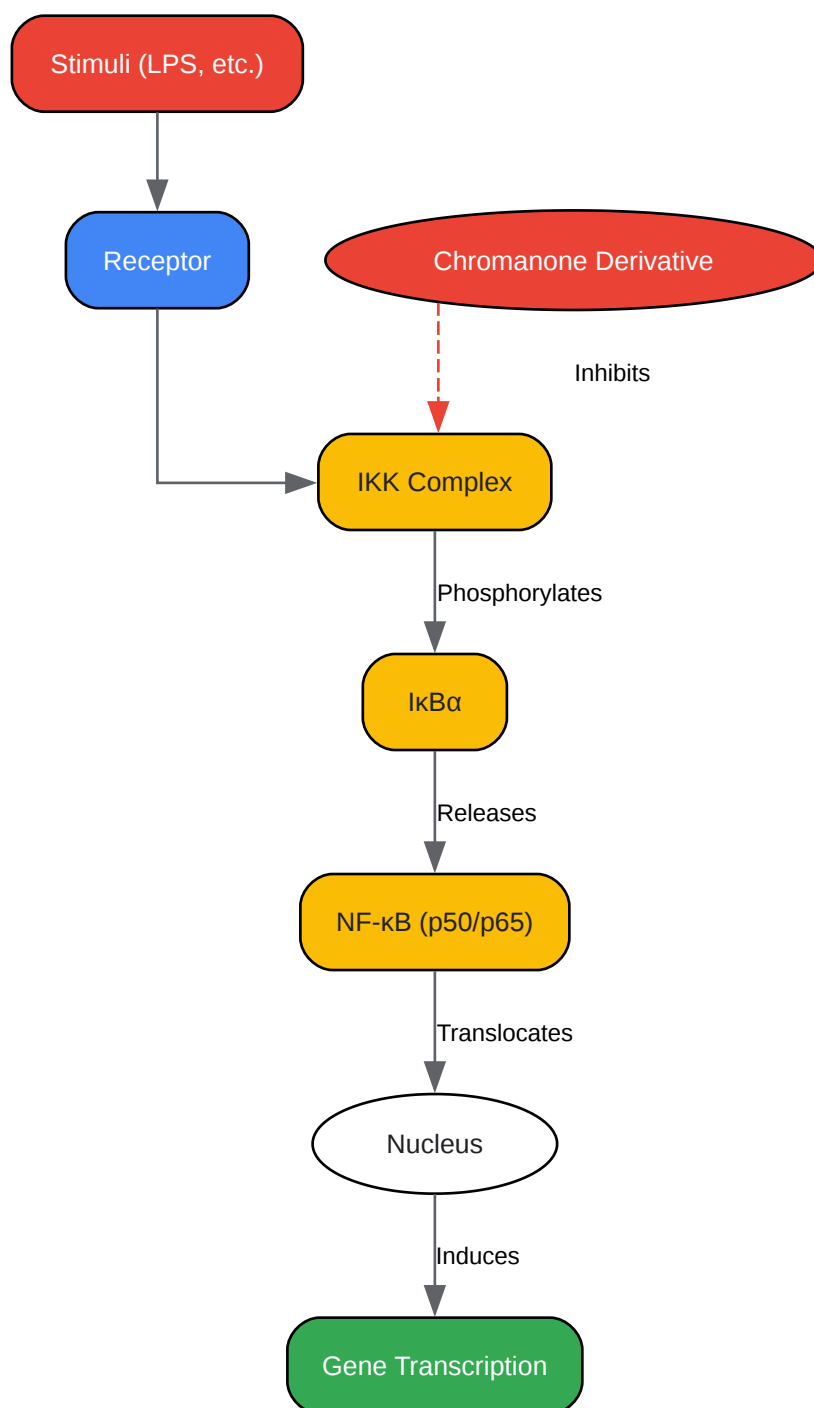 Stimuli (LPS, etc.)
Receptor
Chromanone Derivative
Inhibits
IKK Complex
Phosphorylates
IκBα
Releases
NF-κB (p50/p65)
Translocates
Nucleus
Induces
Gene Transcription